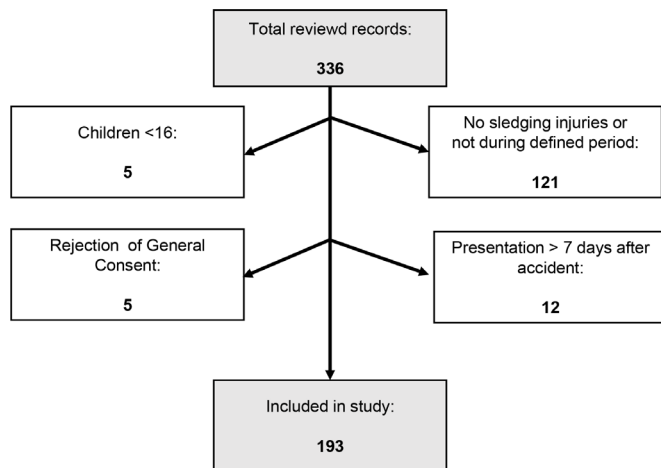 Total reviewd records:
336
Children <16:
5
No sledging injuries or
not during defined period:
121
Rejection of General
Consent:
5
Presentation > 7 days after
accident:
12
Included in study:
193